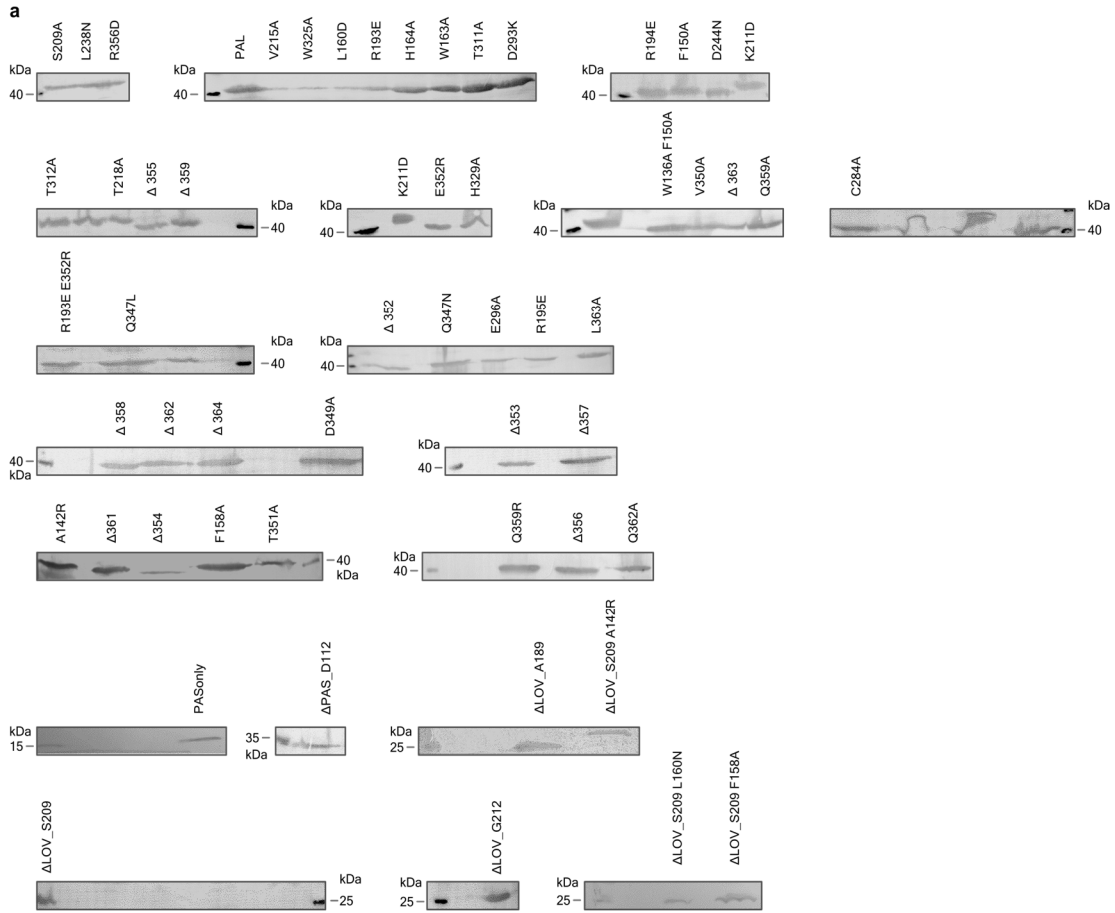 a
S209A L238N R356D PAL V215A W325A L160D R193E H164A W163A T311A D293K R194E F150A D244N K211D
kDa kDa kDa
40 40 40
T312A T218A Δ 355 Δ 359 K211D E352R H329A W136A F150A V350A Δ 363 Q359A C284A
kDa kDa kDa kDa
40 40 40 40
R193E E352R Q347L Δ 352 Q347N E296A R195E L363A
kDa kDa
40 40
Δ 358 Δ 362 Δ 364 D349A Δ353 Δ357
40 kDa
kDa 40
A142R Δ361 Δ354 F158A T351A Q359R Δ356 Q362A
40 kDa
kDa 40
PASonly ΔPAS_D112 ΔLOV_A189 ΔLOV_S209 A142R
kDa 35 kDa
15 kDa 25
ΔLOV_S209 ΔLOV_G212 ΔLOV_S209 L160N ΔLOV_S209 F158A
kDa kDa kDa
25 25 25